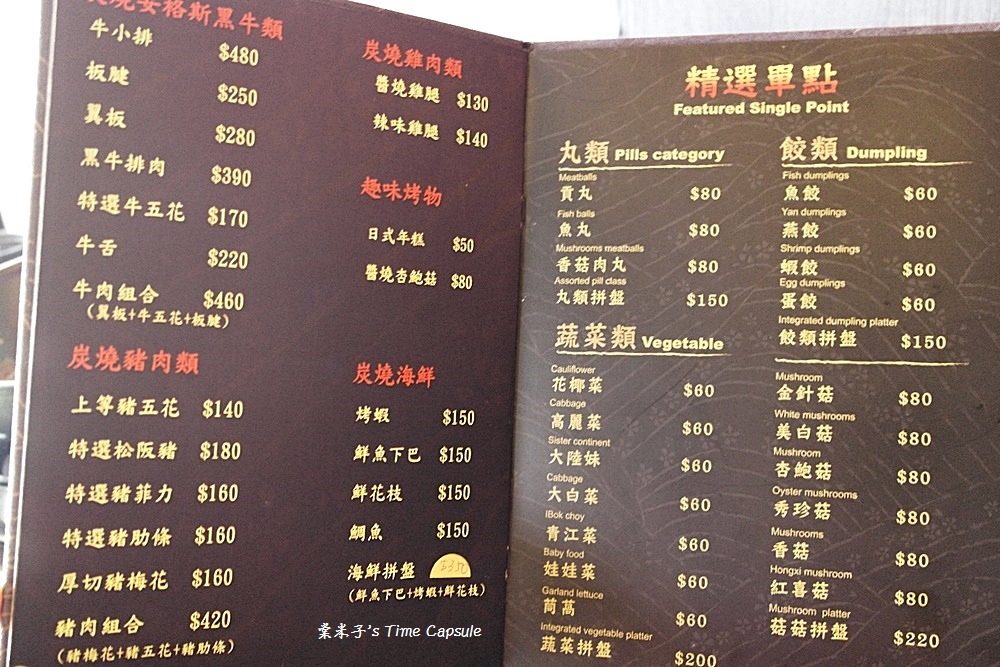 安格斯黑牛類
牛小排 $480
板腱 $250
翼板 $280
黑牛排肉 $390
特選牛五花 $170
牛舌 $220
牛肉組合 $460
(翼板+牛五花+板腱)
炭燒豬肉類
上等豬五花 $140
特選松阪豬 $180
特選豬菲力 $160
特選豬肋條 $160
厚切豬梅花 $160
豬肉組合 $420
(豬梅花+豬五花+豬肋條)
炭燒雞肉類
醬燒雞腿 $130
辣味雞腿 $140
趣味烤物
日式年糕 $50
醬燒杏鮑菇 $80
炭燒海鮮
烤蝦 $150
鮮魚下巴 $150
鮮花枝 $150
鯛魚 $150
海鮮拼盤
(鮮魚下巴+烤蝦+鮮花枝)
精選單點
Featured Single Point
丸類 Pills category
Meatballs
貢丸 $80
Fish balls
魚丸 $80
Mushrooms meatballs
香菇肉丸 $80
Assorted pill class
丸類拼盤 $150
蔬菜類 Vegetable
Cauliflower
花椰菜 $60
Cabbage
高麗菜 $60
Sister continent
大陸妹 $60
Cabbage
大白菜 $60
IBok choy
青江菜 $60
Baby food
娃娃菜 $60
Garland lettuce
茼萵 $60
Integrated vegetable platter
蔬菜拼盤 $200
餃類 Dumpling
Fish dumplings
魚餃 $60
Yan dumplings
燕餃 $60
Shrimp dumplings
蝦餃 $60
Egg dumplings
蛋餃 $60
Integrated dumpling platter
餃類拼盤 $150
Mushroom
金針菇 $80
White mushrooms
美白菇 $80
Mushroom
杏鮑菇 $80
Oyster mushrooms
秀珍菇 $80
Mushrooms
香菇 $80
Hongxi mushroom
紅喜菇 $80
Mushroom platter
菇菇拼盤 $220
棠米子's Time Capsule